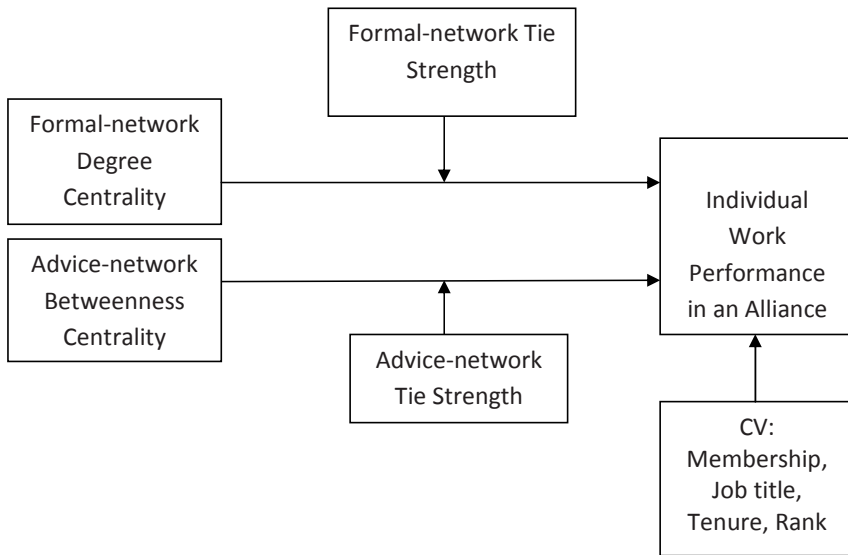 Formal-network Tie
Strength
Formal-network
Degree
Centrality
Individual
Work
Performance
in an Alliance
Advice-network
Betweenness
Centrality
Advice-network
Tie Strength
CV:
Membership,
Job title,
Tenure, Rank